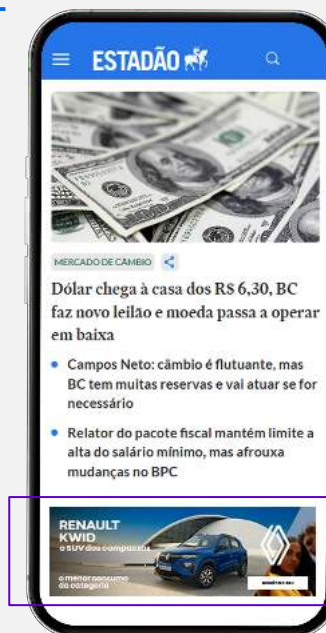 ESTADÃO
MERCADO DE CÂMBIO
Dólar chega à casa dos R$ 6,30, BC
faz novo leilão e moeda passa a operar
em baixa
Campos Neto: câmbio é flutuante, mas
BC tem muitas reservas e vai atuar se for
necessário
Relator do pacote fiscal mantém limite a
alta do salário mínimo, mas afrouxa
mudanças no BPC
RENAULT
KWID
o SUV dos compactos
o menor consumo
da categoria